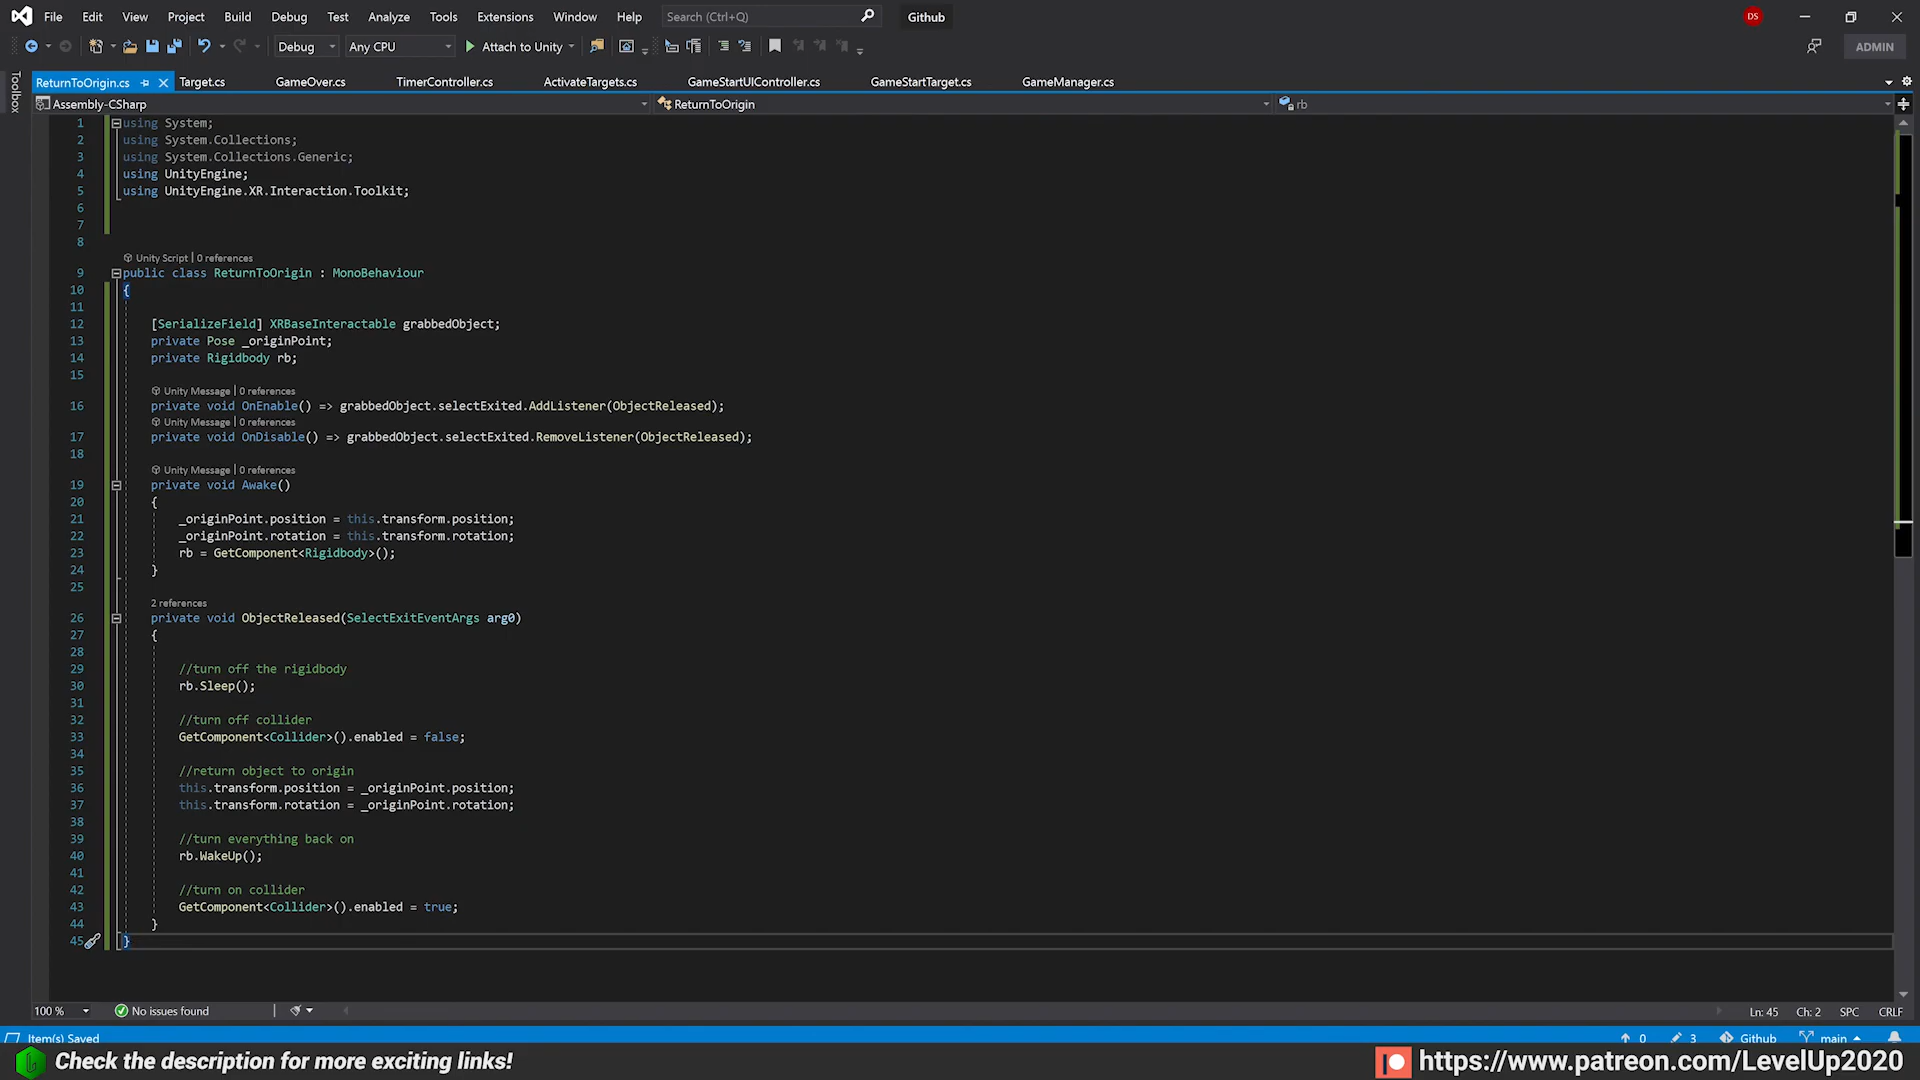 File Edit View Project Build Debug Test Analyze Tools Extensions Window Help Search (Ctrl+Q) Github DS
Debug Any CPU Attach to Unity ADMIN
Toolbox
ReturnToOrigin.cs Target.cs GameOver.cs TimerController.cs ActivateTargets.cs GameStartUIController.cs GameStartTarget.cs GameManager.cs
Assembly-CSharp ReturnToOrigin rb
1 using System;
2 using System.Collections;
3 using System.Collections.Generic;
4 using UnityEngine;
5 using UnityEngine.XR.Interaction.Toolkit;
6
7
8
Unity Script | 0 references
9 public class ReturnToOrigin : MonoBehaviour
10 {
11
12 [SerializeField] XRBaseInteractable grabbedObject;
13 private Pose _originPoint;
14 private Rigidbody rb;
15
Unity Message | 0 references
16 private void OnEnable() => grabbedObject.selectExited.AddListener(ObjectReleased);
Unity Message | 0 references
17 private void OnDisable() => grabbedObject.selectExited.RemoveListener(ObjectReleased);
18
Unity Message | 0 references
19 private void Awake()
20 {
21 _originPoint.position = this.transform.position;
22 _originPoint.rotation = this.transform.rotation;
23 rb = GetComponent<Rigidbody>();
24 }
25
2 references
26 private void ObjectReleased(SelectExitEventArgs arg0)
27 {
28
29 //turn off the rigidbody
30 rb.Sleep();
31
32 //turn off collider
33 GetComponent<Collider>().enabled = false;
34
35 //return object to origin
36 this.transform.position = _originPoint.position;
37 this.transform.rotation = _originPoint.rotation;
38
39 //turn everything back on
40 rb.WakeUp();
41
42 //turn on collider
43 GetComponent<Collider>().enabled = true;
44 }
45 }
100 % No issues found Ln: 45 Ch: 2 SPC CRLF
Item(s) Saved 0 3 Github main
Check the description for more exciting links! https://www.patreon.com/LevelUp2020